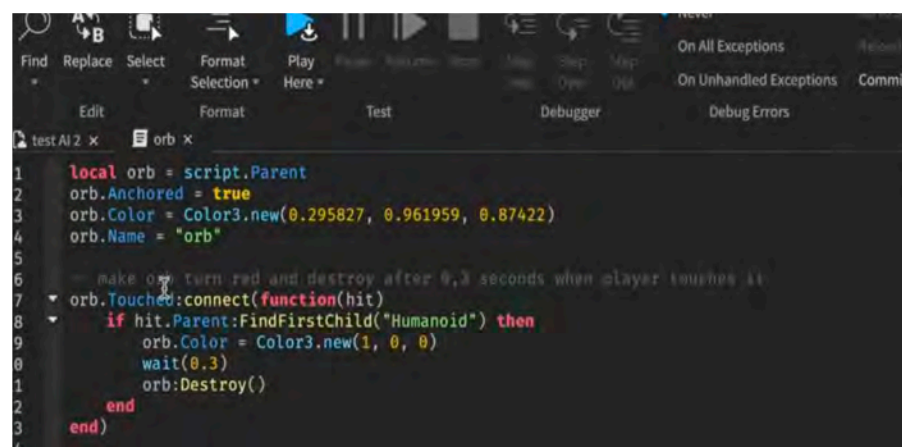 Never
Find Replace Select Format Selection Play Here
On All Exceptions
On Unhandled Exceptions Commi
Edit Format Test Debugger Debug Errors
test AI 2 × orb ×
1 local orb = script.Parent
2 orb.Anchored = true
3 orb.Color = Color3.new(0.295827, 0.961959, 0.87422)
4 orb.Name = "orb"
5
6 -- make orb turn red and destroy after 0,3 seconds when player touches it
7 orb.Touched:connect(function(hit)
8 if hit.Parent:FindFirstChild("Humanoid") then
9 orb.Color = Color3.new(1, 0, 0)
0 wait(0.3)
1 orb:Destroy()
2 end
3 end)